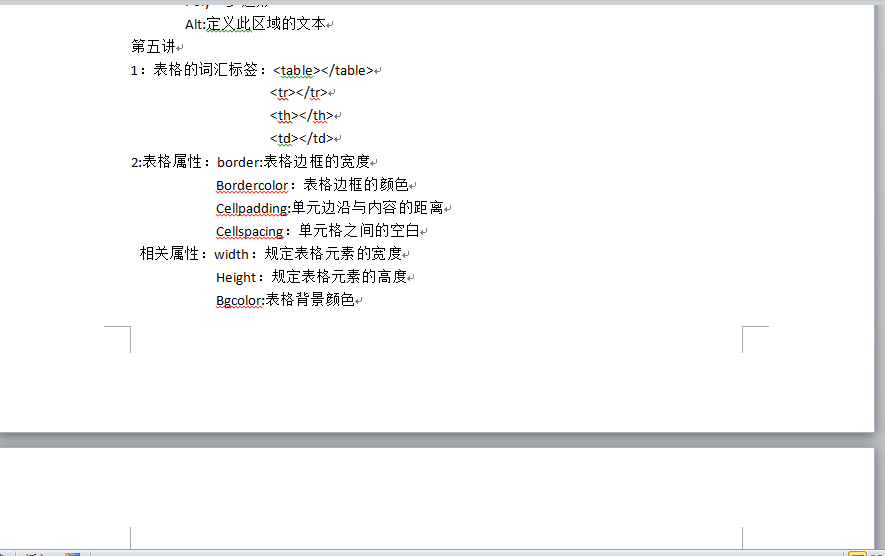 Alt:定义此区域的文本
第五讲
1：表格的词汇标签：<table></table>
<tr></tr>
<th></th>
<td></td>
2:表格属性：border:表格边框的宽度
Bordercolor：表格边框的颜色
Cellpadding:单元边沿与内容的距离
Cellspacing：单元格之间的空白
相关属性：width：规定表格元素的宽度
Height：规定表格元素的高度
Bgcolor:表格背景颜色